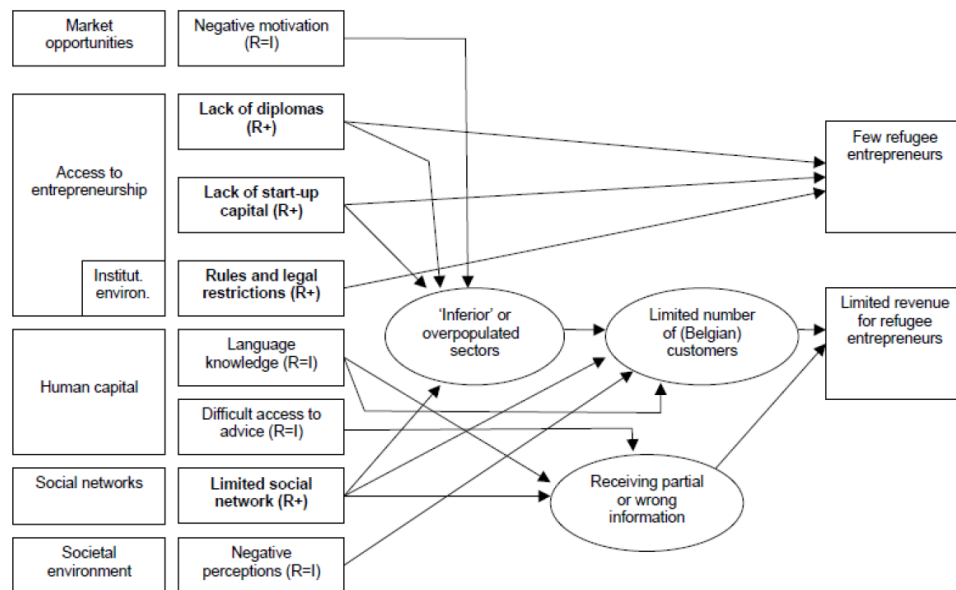 Market
opportunities
Negative motivation
(R=I)
Access to
entrepreneurship
Lack of diplomas
(R+)
Few refugee
entrepreneurs
Lack of start-up
capital (R+)
Institut.
environ.
Rules and legal
restrictions (R+)
'Inferior' or
overpopulated
sectors
Limited number
of (Belgian)
customers
Limited revenue
for refugee
entrepreneurs
Human capital
Language
knowledge (R=I)
Difficult access to
advice (R=I)
Social networks
Limited social
network (R+)
Receiving partial
or wrong
information
Societal
environment
Negative
perceptions (R=I)